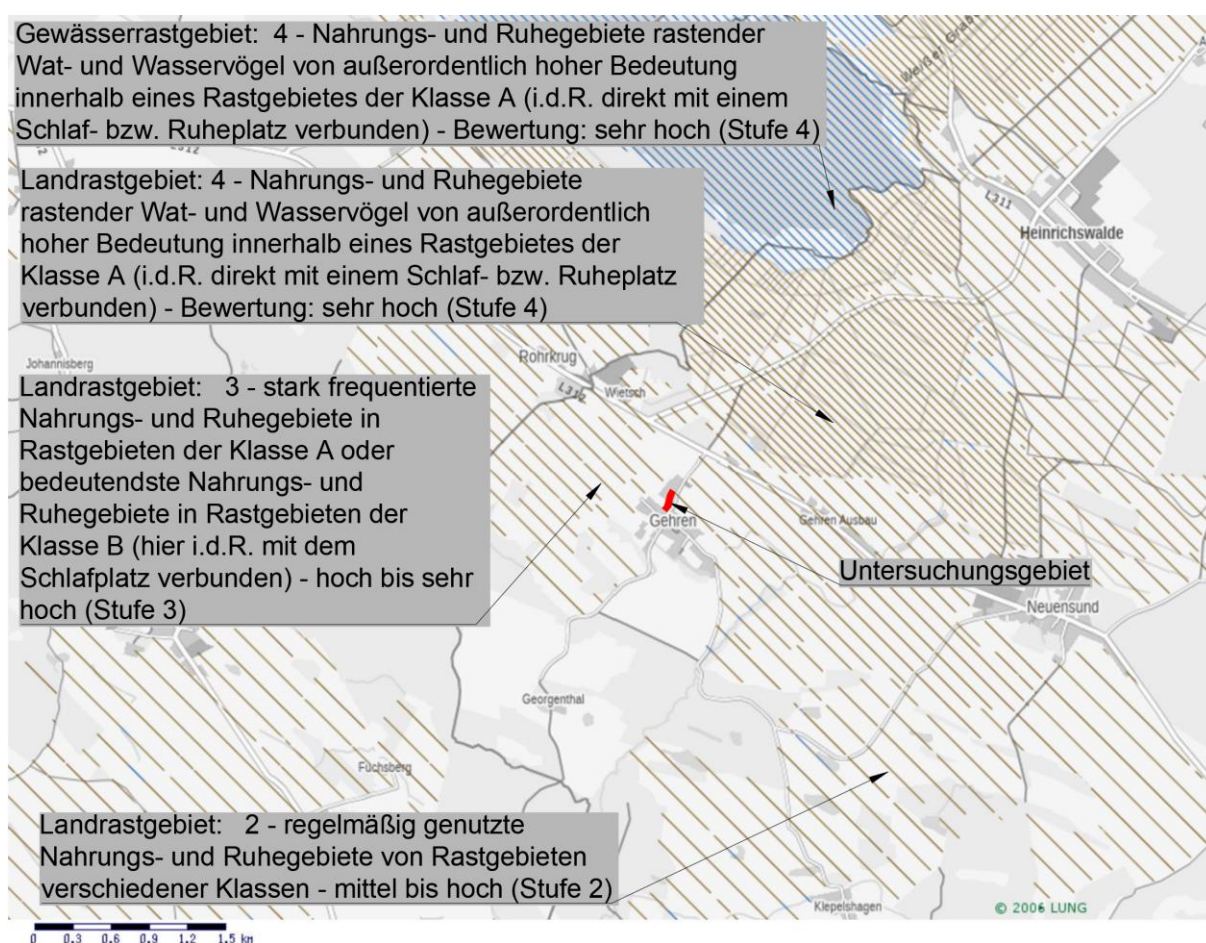 Gewässerrastgebiet:  4 - Nahrungs- und Ruhegebiete rastender
Wat- und Wasservögel von außerordentlich hoher Bedeutung
innerhalb eines Rastgebietes der Klasse A (i.d.R. direkt mit einem
Schlaf- bzw. Ruheplatz verbunden) - Bewertung: sehr hoch (Stufe 4)
L312
Landrastgebiet: 4 - Nahrungs- und Ruhegebiete
rastender Wat- und Wasservögel von außerordentlich
hoher Bedeutung innerhalb eines Rastgebietes der
Klasse A (i.d.R. direkt mit einem Schlaf- bzw. Ruheplatz
verbunden) - Bewertung: sehr hoch (Stufe 4)
L311
Heinrichswalde
Johannisberg
Rohrkrug
L312
Wietsch
Landrastgebiet:   3 - stark frequentierte
Nahrungs- und Ruhegebiete in
Rastgebieten der Klasse A oder
bedeutendste Nahrungs- und
Ruhegebiete in Rastgebieten der
Klasse B (hier i.d.R. mit dem
Schlafplatz verbunden) - hoch bis sehr
hoch (Stufe 3)
Gehren
Gehren Ausbau
Untersuchungsgebiet
Neuensund
Georgenthal
Fuchsberg
Landrastgebiet:   2 - regelmäßig genutzte
Nahrungs- und Ruhegebiete von Rastgebieten
verschiedener Klassen - mittel bis hoch (Stufe 2)
Klepelshagen
© 2006 LUNG
0 0.3 0.6 0.9 1.2 1.5 km